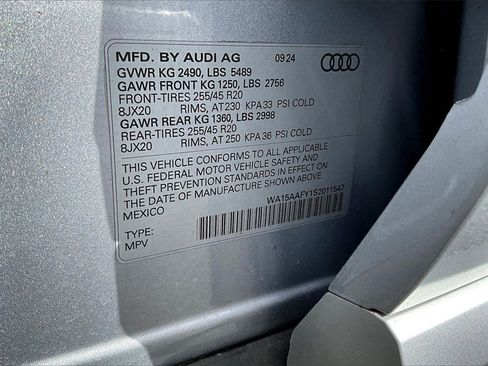 MFD. BY AUDI AG 09/24
GVWR KG 2490, LBS 5489
GAWR FRONT KG 1250, LBS 2756
FRONT-TIRES 255/45 R20
8JX20 RIMS, AT 230 KPA 33 PSI COLD
GAWR REAR KG 1360, LBS 2998
REAR-TIRES 255/45 R20
8JX20 RIMS, AT 250 KPA 36 PSI COLD
THIS VEHICLE CONFORMS TO ALL APPLICABLE
U.S. FEDERAL MOTOR VEHICLE SAFETY AND
THEFT PREVENTION STANDARDS IN EFFECT ON
THE DATE OF MANUFACTURE SHOWN ABOVE.
MEXICO
WA15AAFY1S2011547
TYPE:
MPV